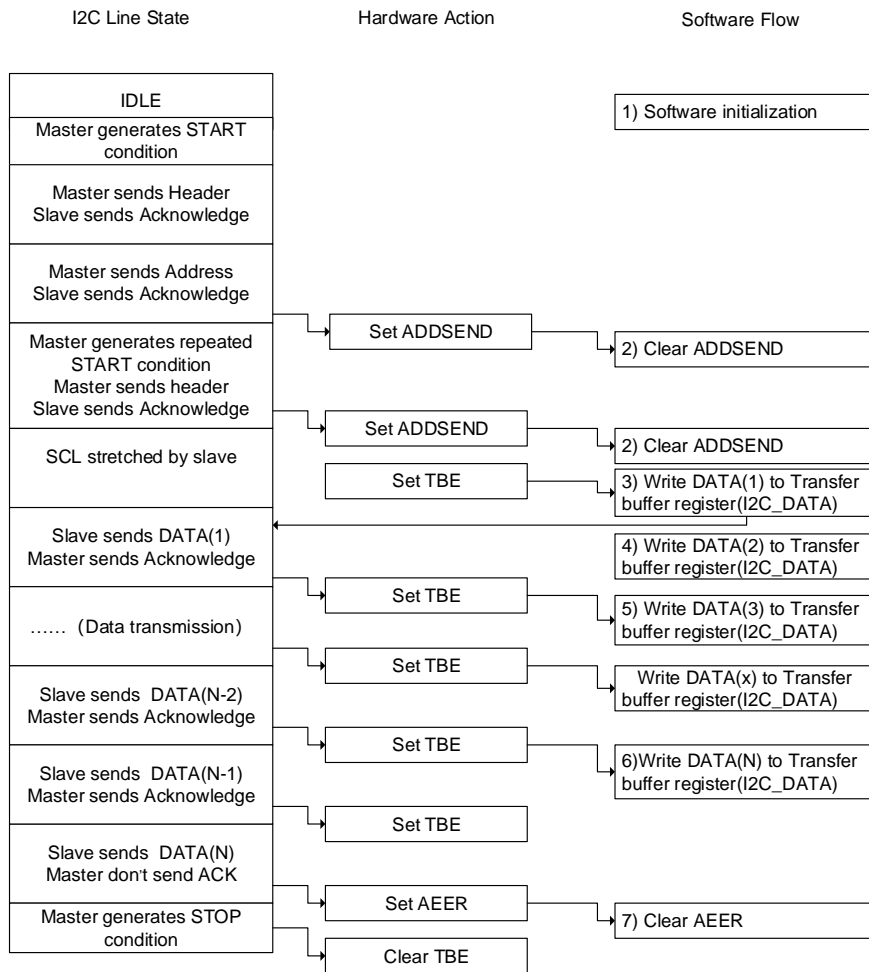 I2C Line State
Hardware Action
Software Flow
IDLE
1) Software initialization
Master generates START
condition
Master sends Header
Slave sends Acknowledge
Master sends Address
Slave sends Acknowledge
Set ADDSEND
2) Clear ADDSEND
Master generates repeated
START condition
Master sends header
Slave sends Acknowledge
Set ADDSEND
2) Clear ADDSEND
SCL stretched by slave
Set TBE
3) Write DATA(1) to Transfer
buffer register(I2C_DATA)
Slave sends DATA(1)
Master sends Acknowledge
4) Write DATA(2) to Transfer
buffer register(I2C_DATA)
Set TBE
5) Write DATA(3) to Transfer
buffer register(I2C_DATA)
…… (Data transmission)
Set TBE
Write DATA(x) to Transfer
buffer register(I2C_DATA)
Slave sends DATA(N-2)
Master sends Acknowledge
Set TBE
6)Write DATA(N) to Transfer
buffer register(I2C_DATA)
Slave sends DATA(N-1)
Master sends Acknowledge
Set TBE
Slave sends DATA(N)
Master don't send ACK
Set AEER
7) Clear AEER
Master generates STOP
condition
Clear TBE